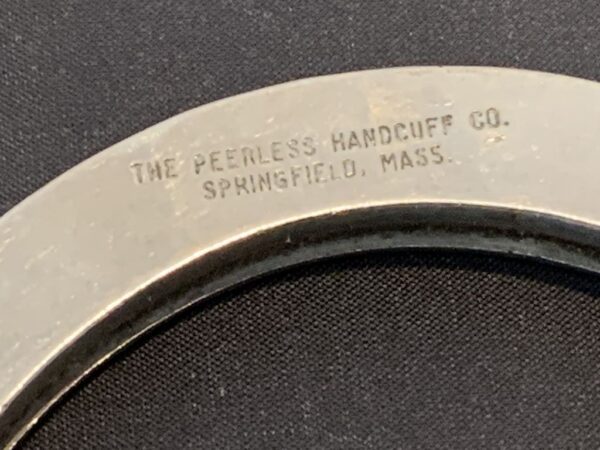 THE PEERLESS HANDCUFF CO.
SPRINGFIELD, MASS.